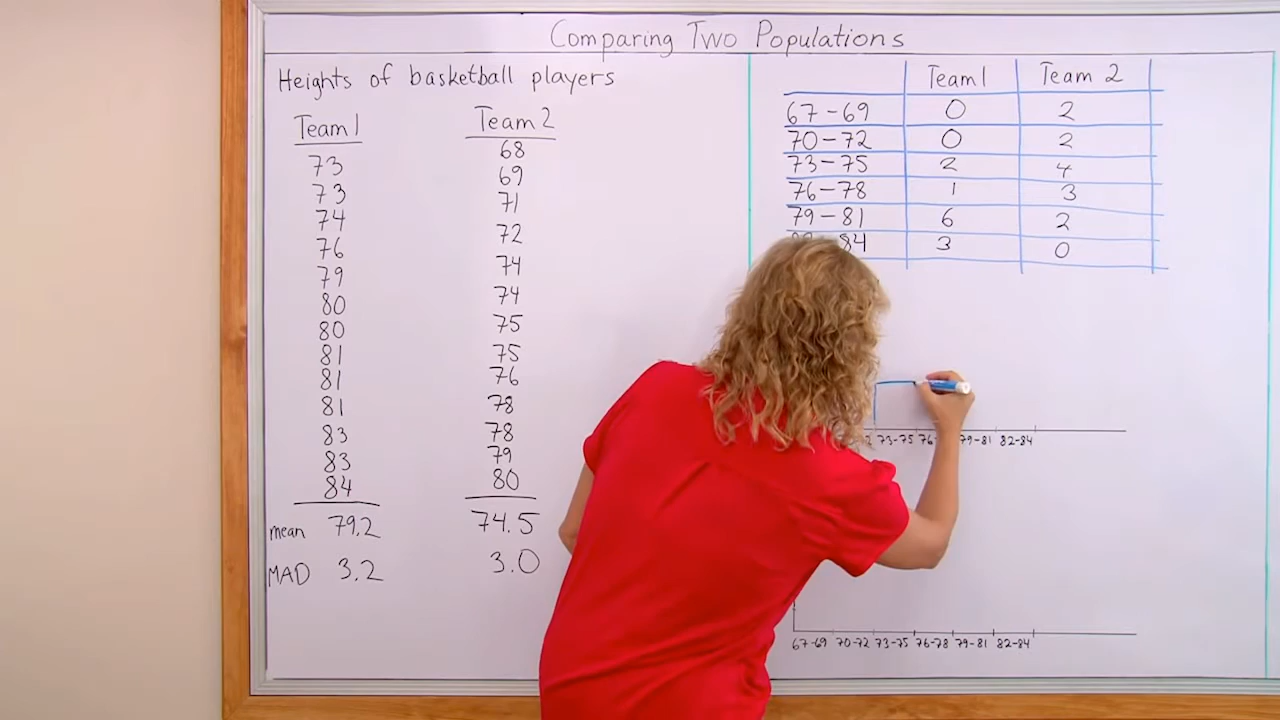 Comparing Two Populations
Heights of basketball players
Team 1 Team 2
73 68
73 69
74 71
76 72
79 74
80 74
80 75
81 75
81 76
81 78
83 78
83 79
84 80
mean 79.2 74.5
MAD 3.2 3.0
Team 1 Team 2
67-69 0 2
70-72 0 2
73-75 2 4
76-78 1 3
79-81 6 2
84 3 0
73-75 76- 79-81 82-84
67-69 70-72 73-75 76-78 79-81 82-84